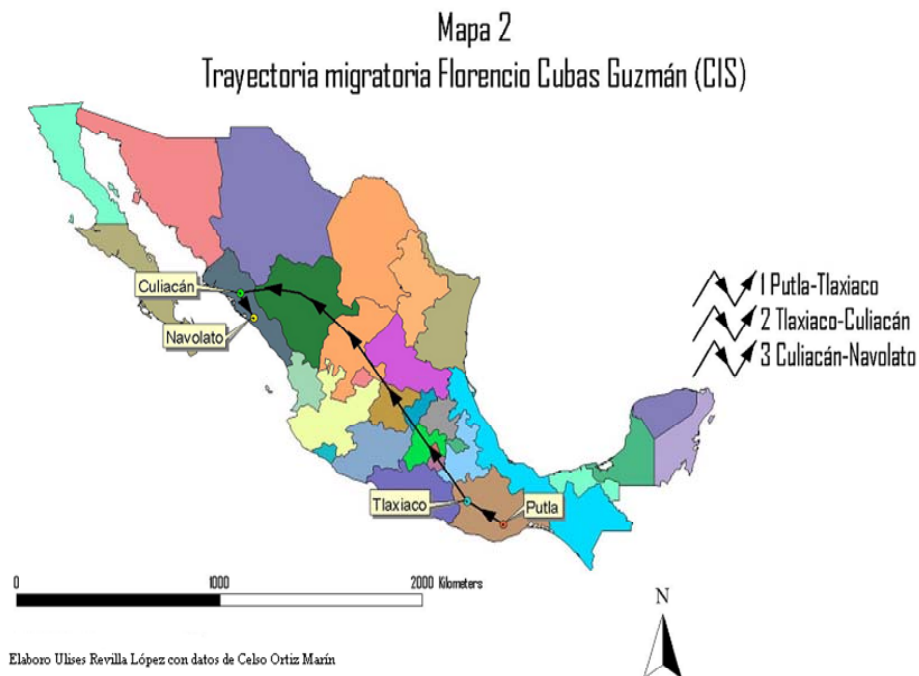 Mapa 2
Trayectoria migratoria Florencio Cubas Guzmán (CIS)
Culiacán
Navolato
1 Putla-Tlaxiaco
2 Tlaxiaco-Culiacán
3 Culiacán-Navolato
Tlaxiaco
Putla
0 1000 2000 Kilometers
N
Elaboro Ulises Revilla López con datos de Celso Ortiz Marín